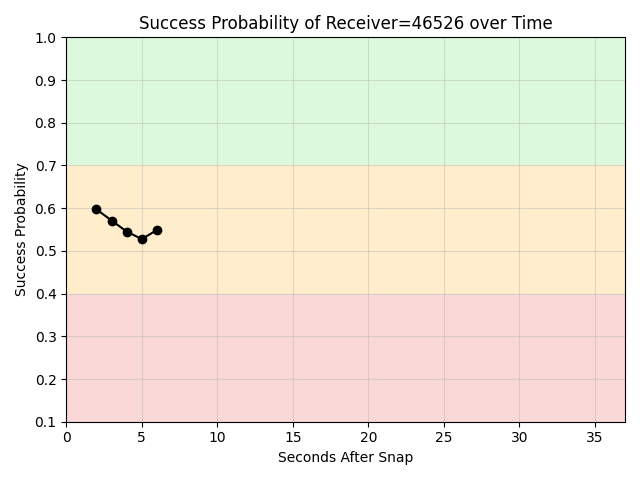 Success Probability of Receiver=46526 over Time
1.0
0.9
0.8
0.7
0.6
0.5
0.4
0.3
0.2
0.1
Success Probability
0 5 10 15 20 25 30 35
Seconds After Snap